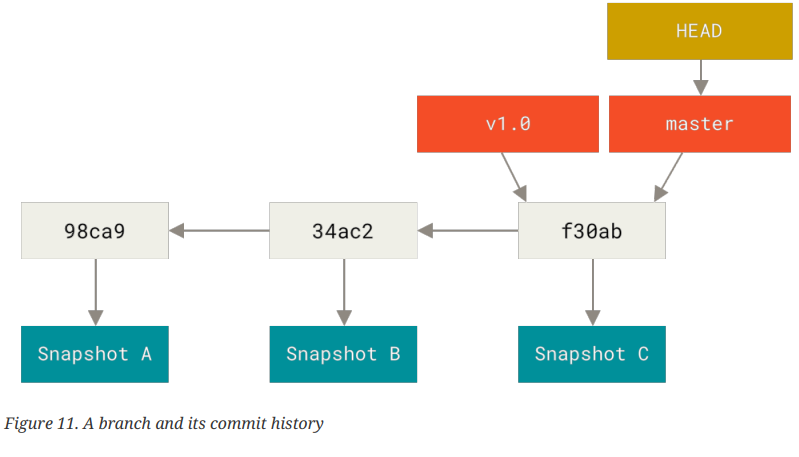 HEAD
v1.0
master
98ca9
34ac2
f30ab
Snapshot A
Snapshot B
Snapshot C
Figure 11. A branch and its commit history